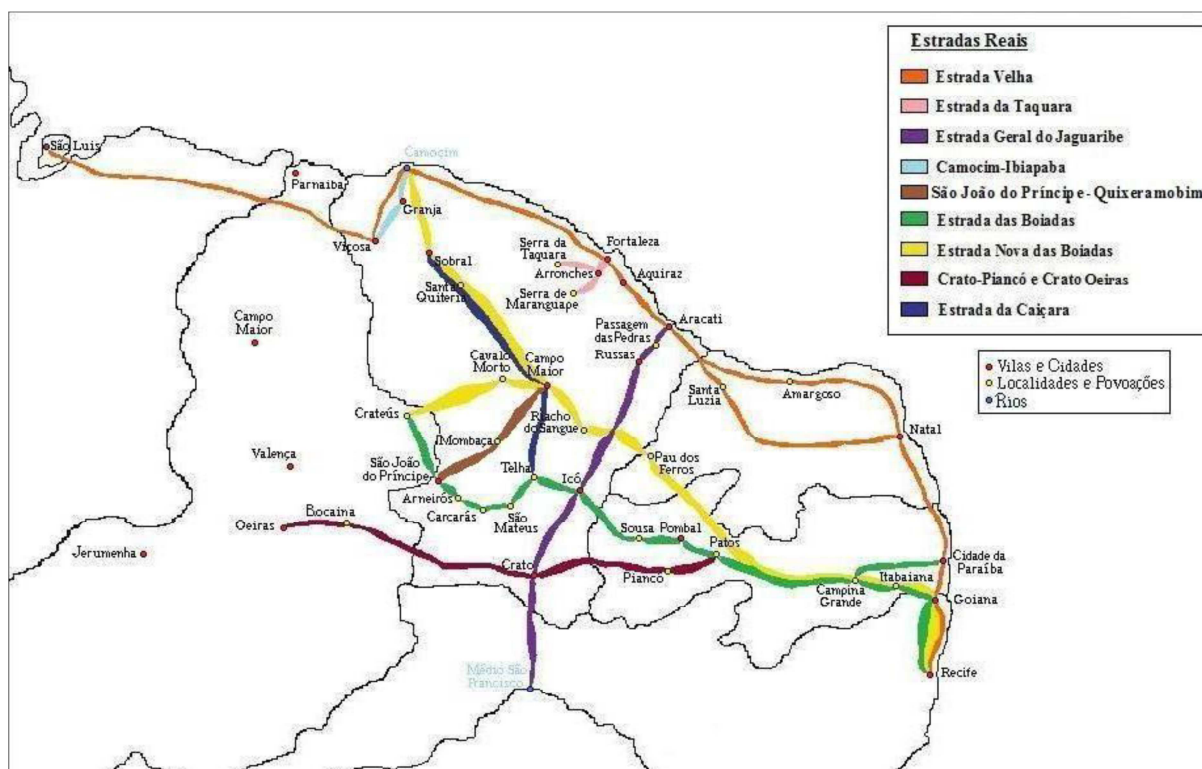 Estradas Reais
Estrada Velha
Estrada da Taquara
Estrada Geral do Jaguaribe
Camocim-Ibiapaba
São João do Príncipe - Quixeramobim
Estrada das Boiadas
Estrada Nova das Boiadas
Crato-Piancó e Crato Oeiras
Estrada da Caiçara
Vilas e Cidades
Localidades e Povoações
Rios
São Luis
Camocim
Parnaiba
Granja
Viçosa
Sobral
Santa
Quiteria
Serra da
Taquara
Fortaleza
Arronches
Aquiraz
Serra de
Maranguape
Campo
Maior
Passagem
das Pedras
Aracati
Russas
Cavalo
Morto
Campo
Maior
Santa
Luzia
Amargoso
Crateús
Riacho
do Sangue
Natal
Mombaça
Valença
São João
do Príncipe
Telha
Icó
Pau dos
Ferros
Arneirós
Carcarás
São
Mateus
Bocaina
Oeiras
Sousa
Pombal
Patos
Jerumenha
Crato
Piancó
Campina
Grande
Itabaiana
Cidade da
Paraíba
Goiana
Médio São
Francisco
Recife